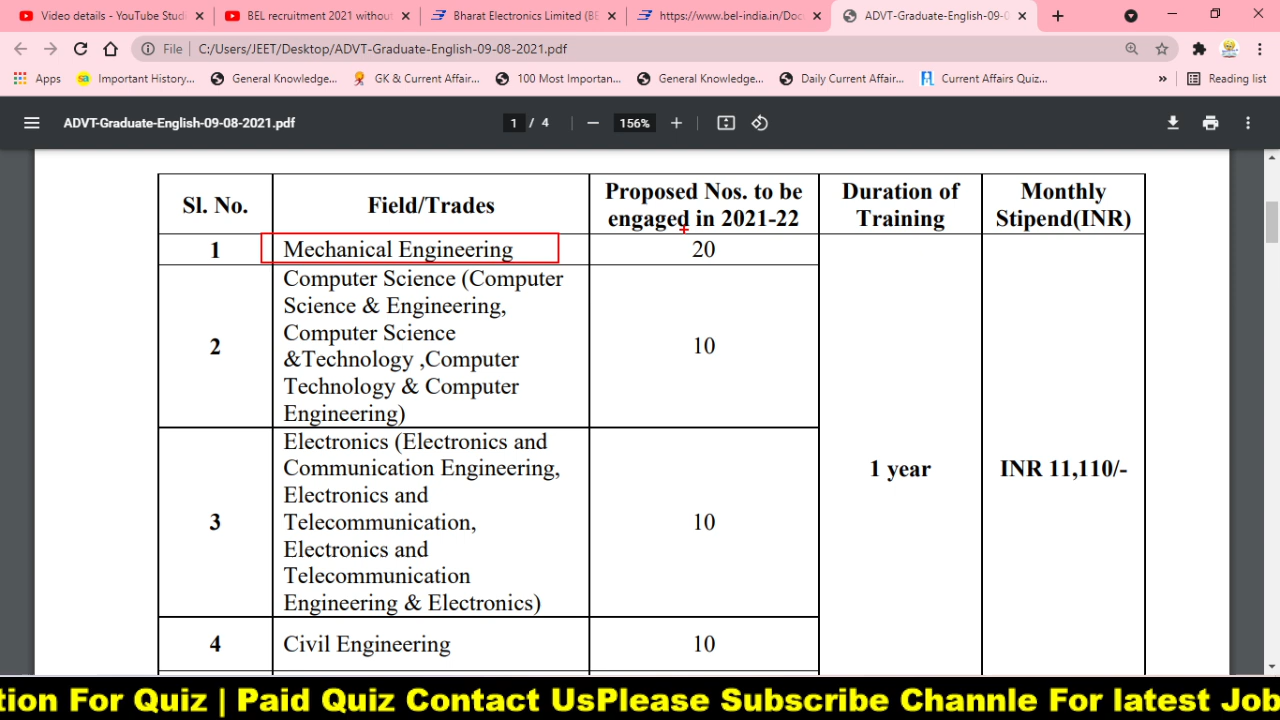 Video details - YouTube Studi
BEL recruitment 2021 withou
Bharat Electronics Limited (BE
https://www.bel-india.in/Doc
ADVT-Graduate-English-09-0
File
C:/Users/JEET/Desktop/ADVT-Graduate-English-09-08-2021.pdf
Apps
Important History...
General Knowledge...
GK & Current Affair...
100 Most Importan...
General Knowledge...
Daily Current Affair...
Current Affairs Quiz...
»
Reading list
ADVT-Graduate-English-09-08-2021.pdf
1 / 4
156%
Sl. No.
Field/Trades
Proposed Nos. to be
engaged in 2021-22
Duration of
Training
Monthly
Stipend(INR)
1
Mechanical Engineering
20
2
Computer Science (Computer
Science & Engineering,
Computer Science
&Technology ,Computer
Technology & Computer
Engineering)
10
3
Electronics (Electronics and
Communication Engineering,
Electronics and
Telecommunication,
Electronics and
Telecommunication
Engineering & Electronics)
10
1 year
INR 11,110/-
4
Civil Engineering
10
tion For Quiz | Paid Quiz Contact UsPlease Subscribe Channle For latest Job